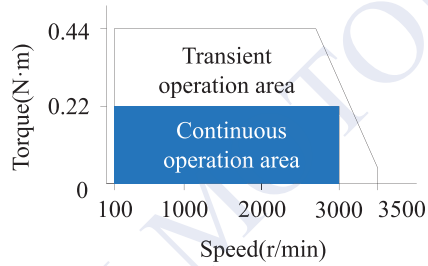 0.44
Transient
operation area
0.22
Continuous
operation area
Torque(N·m)
0
100 1000 2000 3000 3500
Speed(r/min)
MOTO